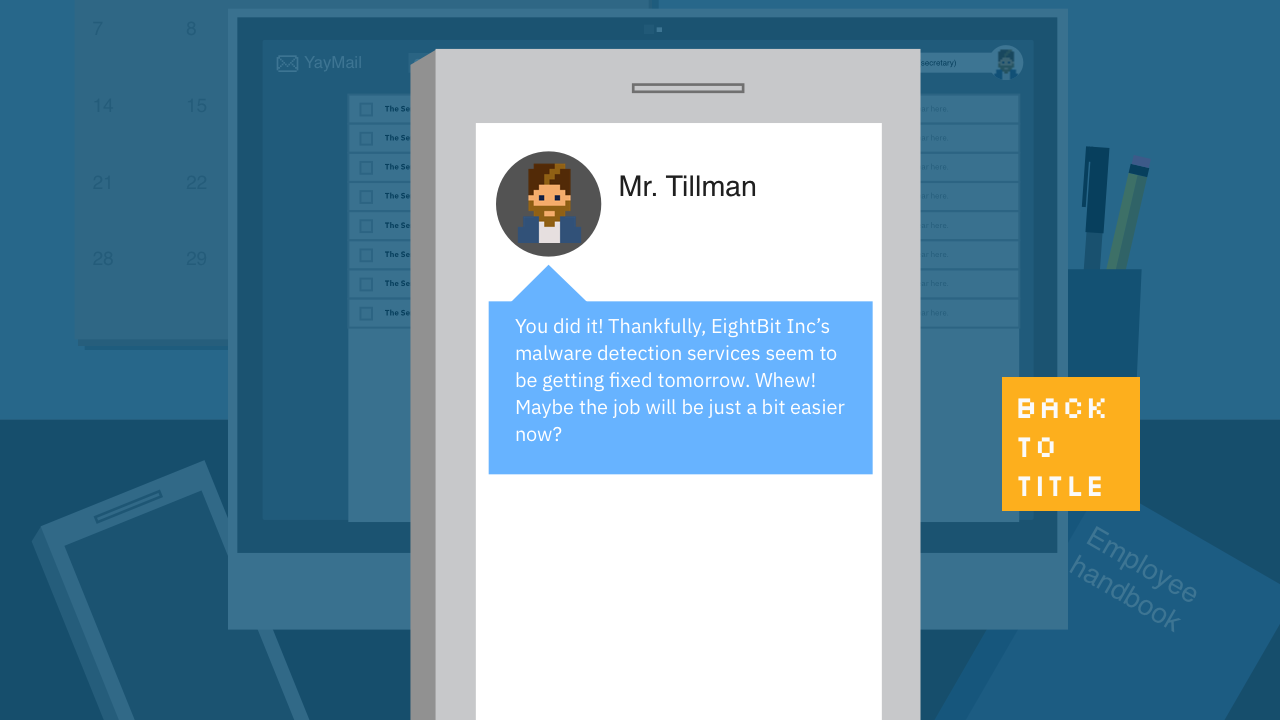 7 8
14 15
21 22
28 29
YayMail
secretary)
The Se
The Se
The Se
The Se
The Se
The Se
The Se
The Se
Mr. Tillman
You did it! Thankfully, EightBit Inc’s
malware detection services seem to
be getting fixed tomorrow. Whew!
Maybe the job will be just a bit easier
now?
BACK
TO
TITLE
Employee
handbook